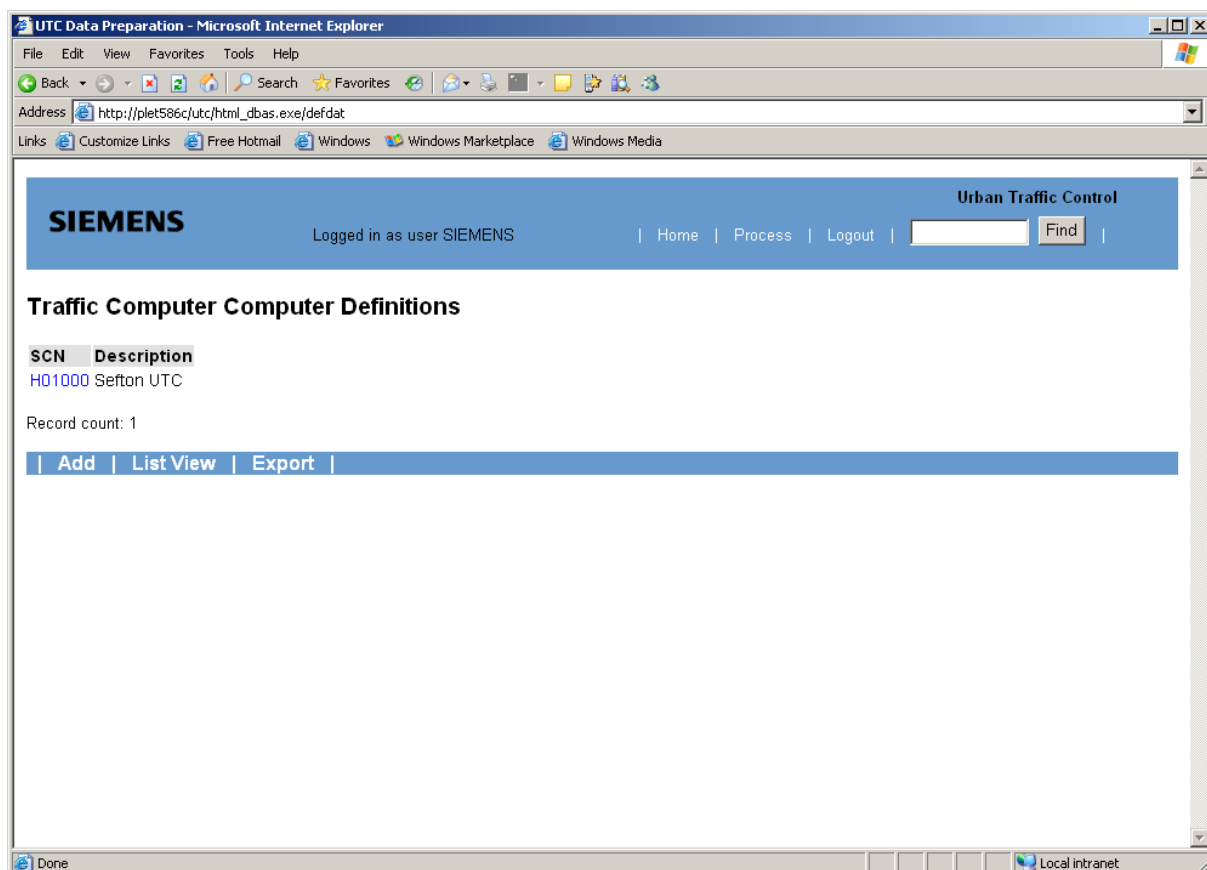 UTC Data Preparation - Microsoft Internet Explorer
File Edit View Favorites Tools Help
Back Search Favorites
Address http://plet586c/utc/html_dbas.exe/defdat
Links Customize Links Free Hotmail Windows Windows Marketplace Windows Media
Urban Traffic Control
SIEMENS Logged in as user SIEMENS | Home | Process | Logout | Find |
Traffic Computer Computer Definitions
SCN Description
H01000 Sefton UTC
Record count: 1
| Add | List View | Export |
Done Local intranet